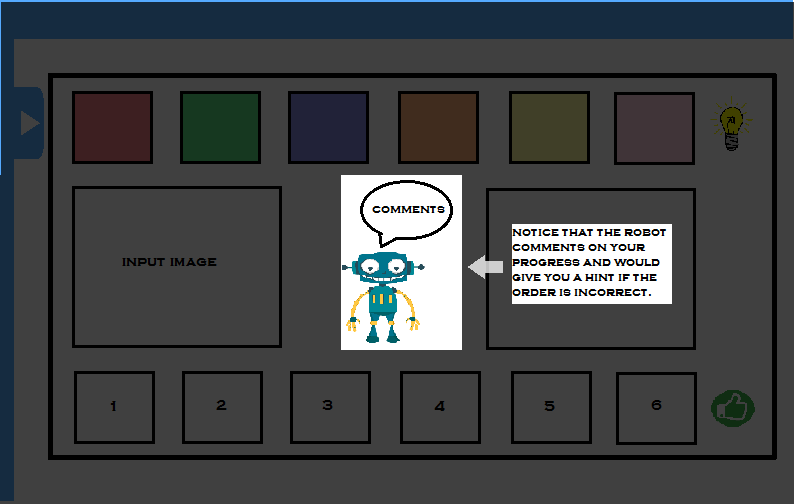 COMMENTS
NOTICE THAT THE ROBOT
COMMENTS ON YOUR
PROGRESS AND WOULD
GIVE YOU A HINT IF THE
ORDER IS INCORRECT.
INPUT IMAGE
1 2 3 4 5 6